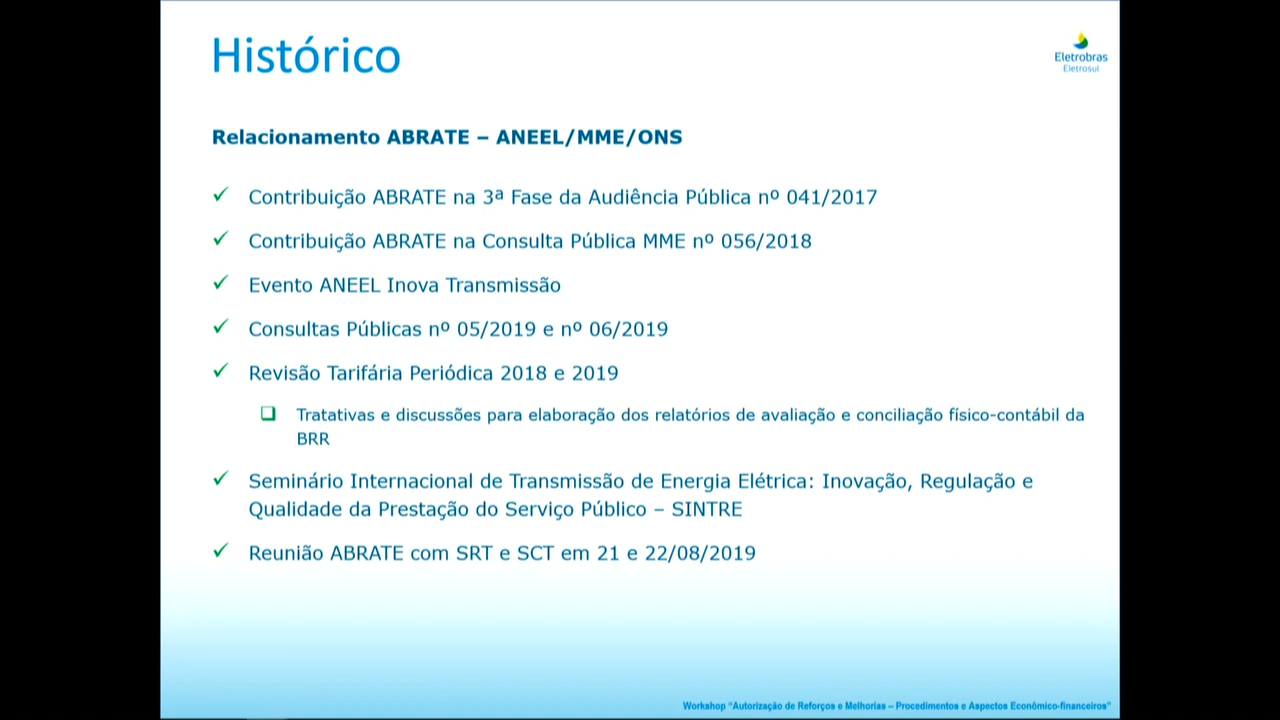 Histórico
Eletrobras
Eletrosul
Relacionamento ABRATE – ANEEL/MME/ONS
✓ Contribuição ABRATE na 3ª Fase da Audiência Pública nº 041/2017
✓ Contribuição ABRATE na Consulta Pública MME nº 056/2018
✓ Evento ANEEL Inova Transmissão
✓ Consultas Públicas nº 05/2019 e nº 06/2019
✓ Revisão Tarifária Periódica 2018 e 2019
❑ Tratativas e discussões para elaboração dos relatórios de avaliação e conciliação físico-contábil da
BRR
✓ Seminário Internacional de Transmissão de Energia Elétrica: Inovação, Regulação e
Qualidade da Prestação do Serviço Público – SINTRE
✓ Reunião ABRATE com SRT e SCT em 21 e 22/08/2019
Workshop “Autorização de Reforços e Melhorias – Procedimentos e Aspectos Econômico-financeiros”